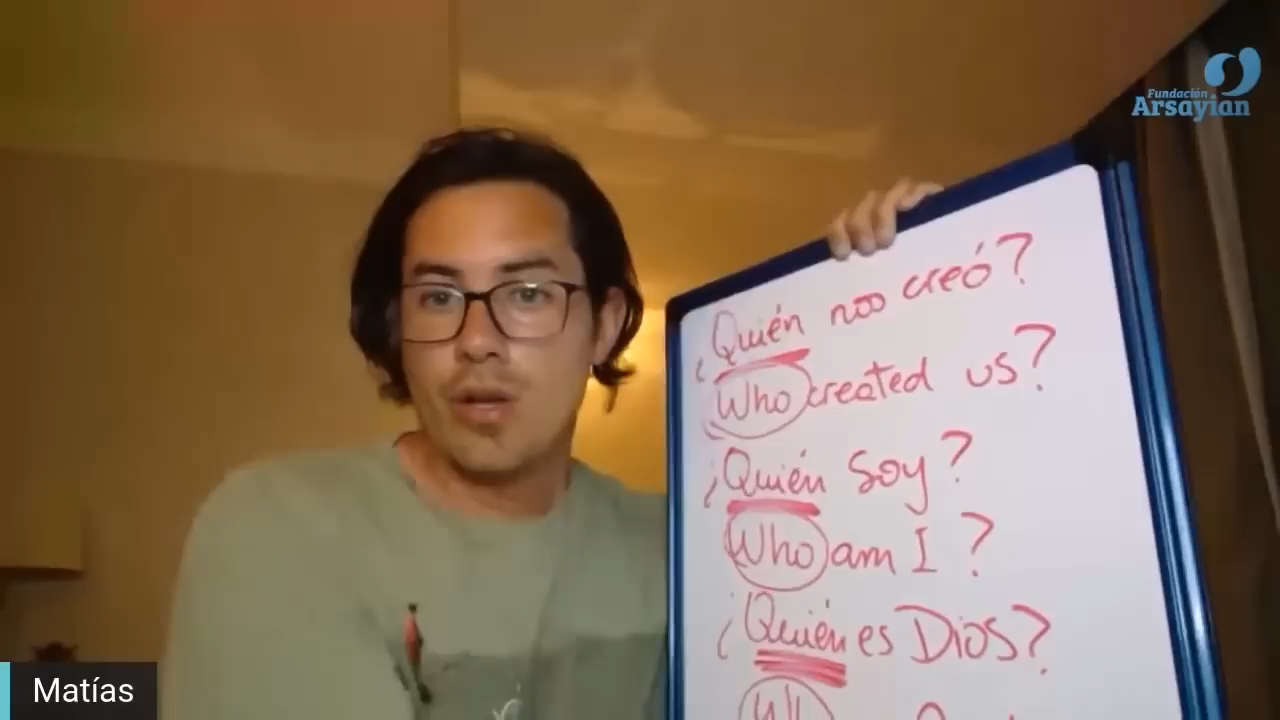 Fundación
Arsayian
¿Quién nos creó?
Who created us?
¿Quién soy?
Who am I?
¿Quién es Dios?
Matías